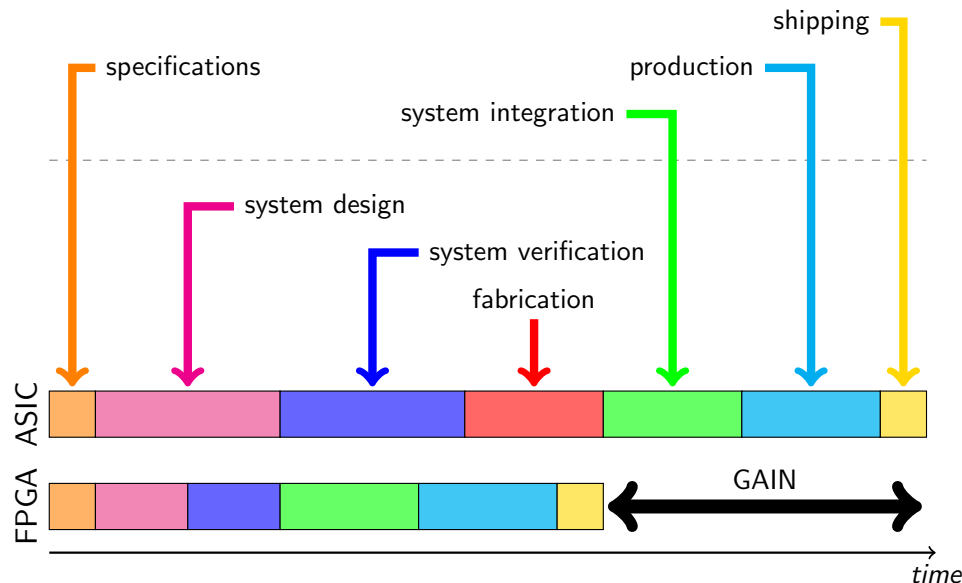 shipping
specifications
production
system integration
system design
system verification
fabrication
ASIC
FPGA
GAIN
time